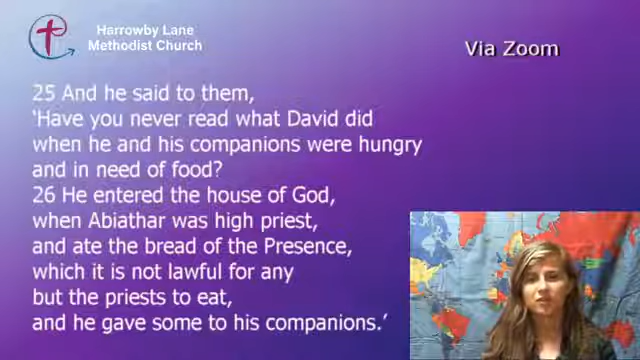 Harrowby Lane
Methodist Church
Via Zoom
25 And he said to them,
‘Have you never read what David did
when he and his companions were hungry
and in need of food?
26 He entered the house of God,
when Abiathar was high priest,
and ate the bread of the Presence,
which it is not lawful for any
but the priests to eat,
and he gave some to his companions.’